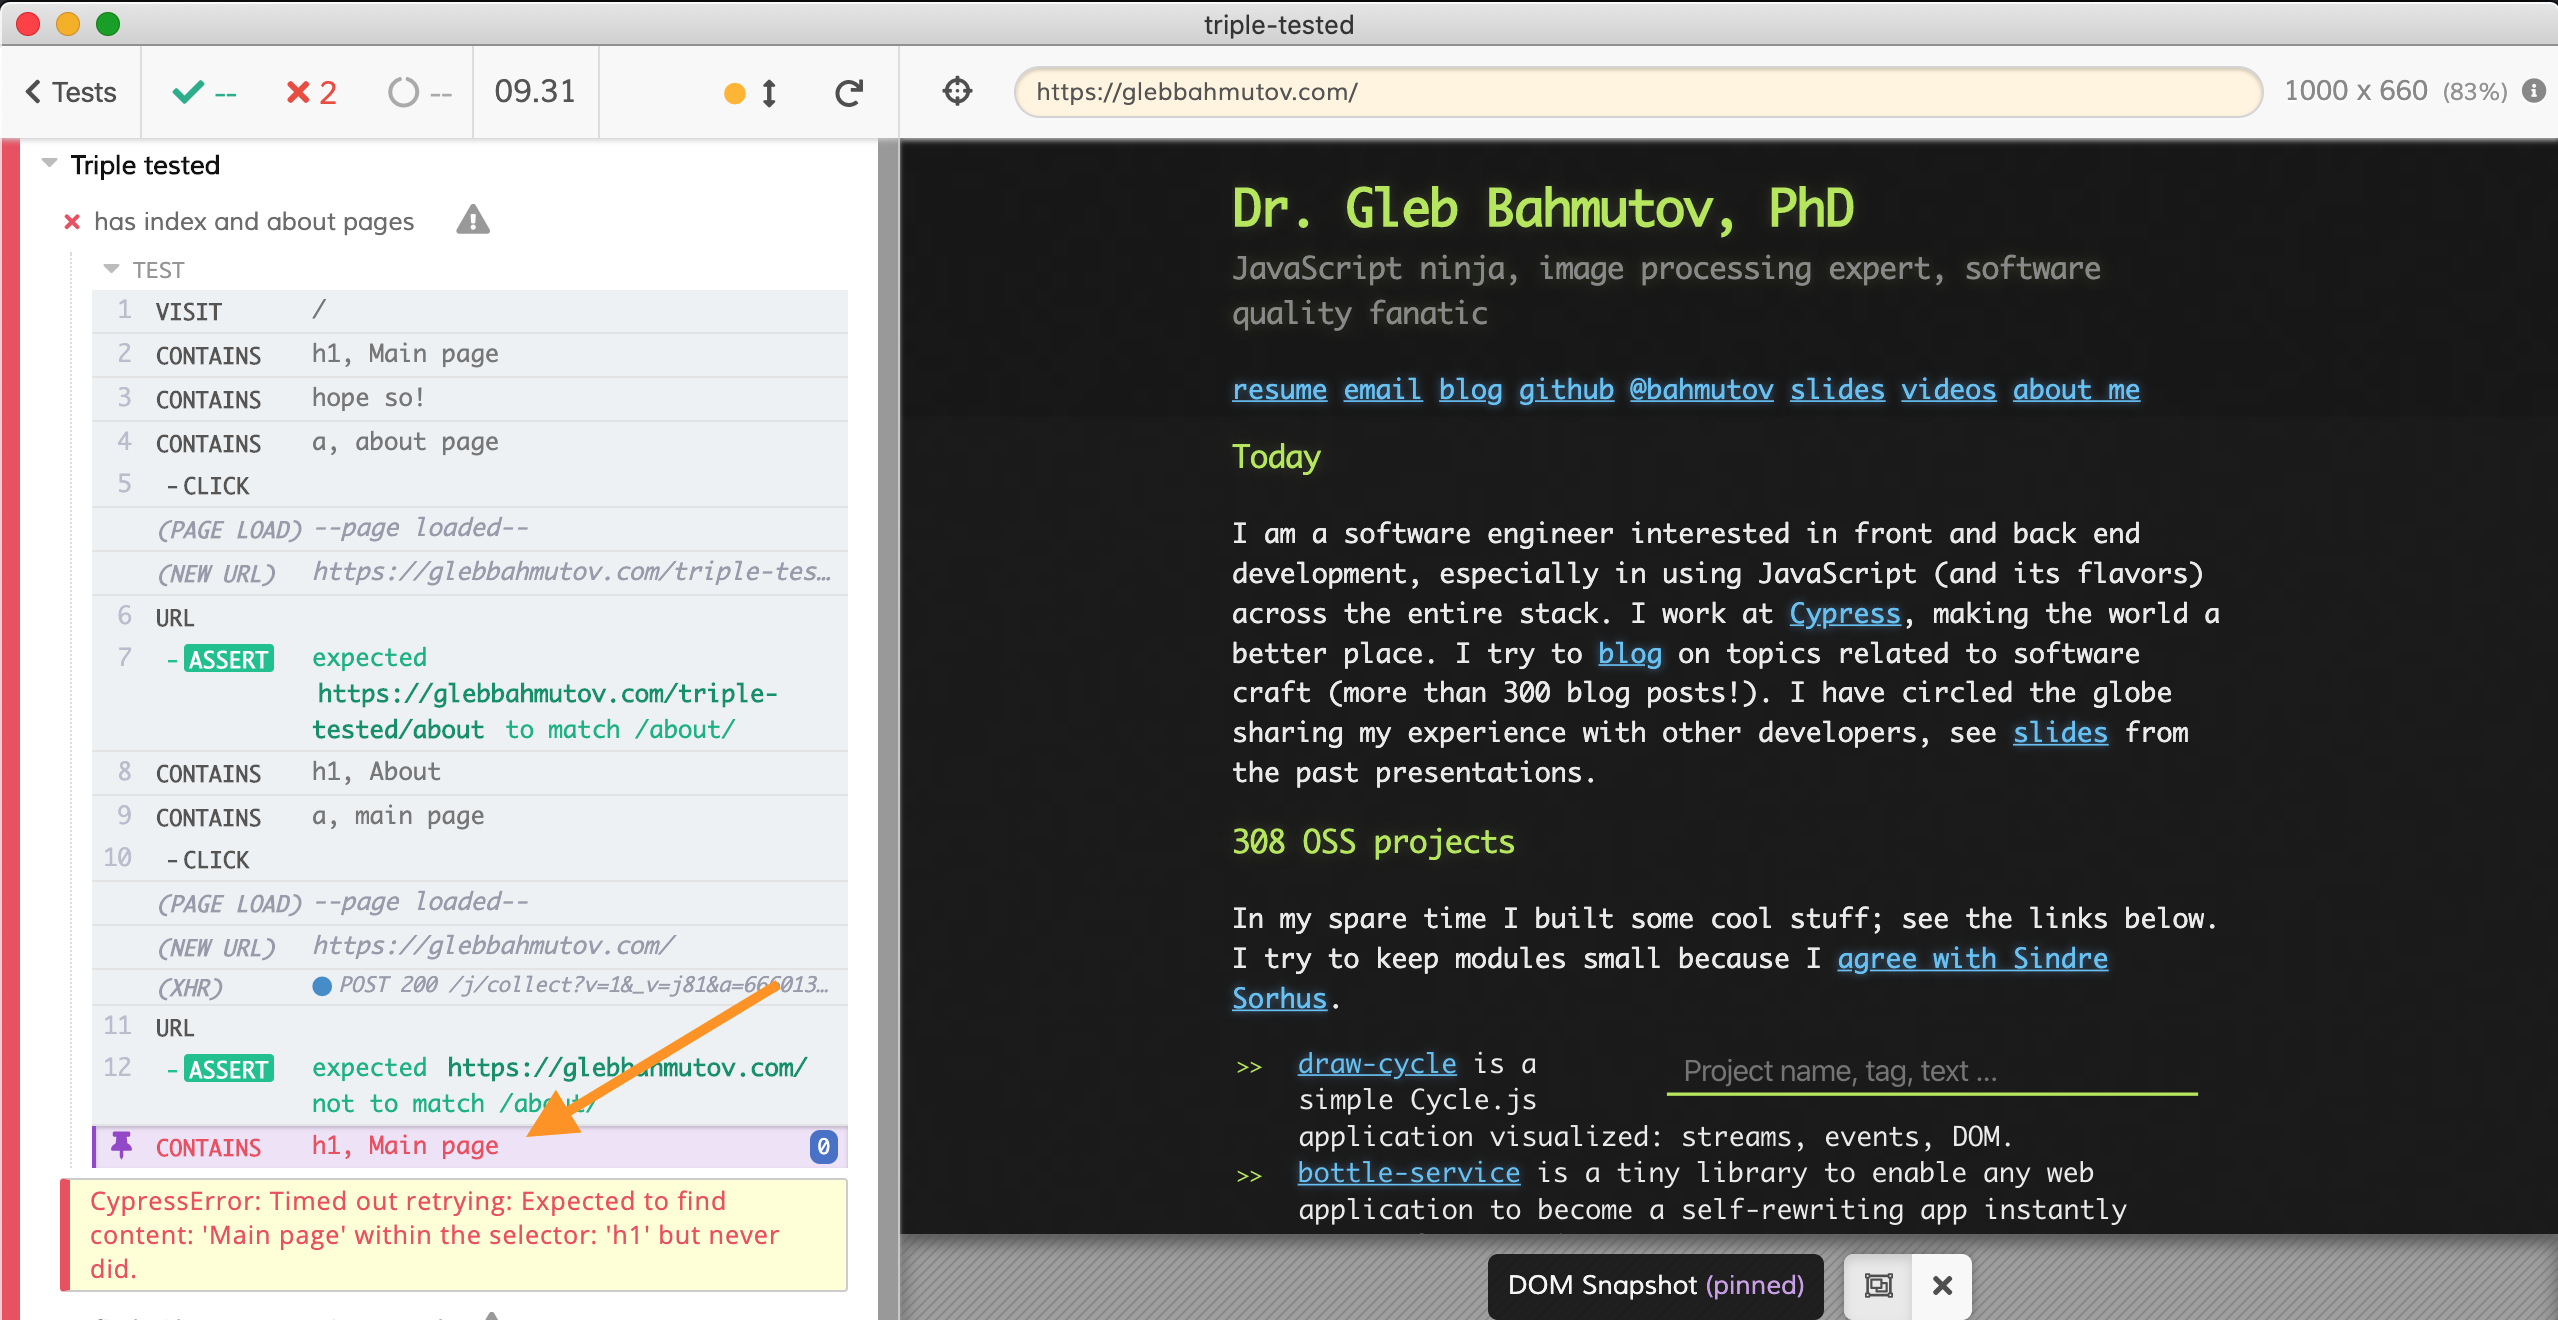 triple-tested
Tests
--
2
--
09.31
https://glebbahmutov.com/
1000 x 660 (83%)
Triple tested
has index and about pages
TEST
1 VISIT /
2 CONTAINS h1, Main page
3 CONTAINS hope so!
4 CONTAINS a, about page
5 -CLICK
(PAGE LOAD) --page loaded--
(NEW URL) https://glebbahmutov.com/triple-tes…
6 URL
7 -ASSERT expected
https://glebbahmutov.com/triple-
tested/about to match /about/
8 CONTAINS h1, About
9 CONTAINS a, main page
10 -CLICK
(PAGE LOAD) --page loaded--
(NEW URL) https://glebbahmutov.com/
(XHR) POST 200 /j/collect?v=1&_v=j81&a=666013…
11 URL
12 -ASSERT expected https://glebbahmutov.com/
not to match /about/
CONTAINS h1, Main page 0
CypressError: Timed out retrying: Expected to find
content: 'Main page' within the selector: 'h1' but never
did.
Dr. Gleb Bahmutov, PhD
JavaScript ninja, image processing expert, software
quality fanatic
resume email blog github @bahmutov slides videos about me
Today
I am a software engineer interested in front and back end
development, especially in using JavaScript (and its flavors)
across the entire stack. I work at Cypress, making the world a
better place. I try to blog on topics related to software
craft (more than 300 blog posts!). I have circled the globe
sharing my experience with other developers, see slides from
the past presentations.
308 OSS projects
In my spare time I built some cool stuff; see the links below.
I try to keep modules small because I agree with Sindre
Sorhus.
>> draw-cycle is a
simple Cycle.js
Project name, tag, text ...
application visualized: streams, events, DOM.
>> bottle-service is a tiny library to enable any web
application to become a self-rewriting app instantly
DOM Snapshot (pinned)